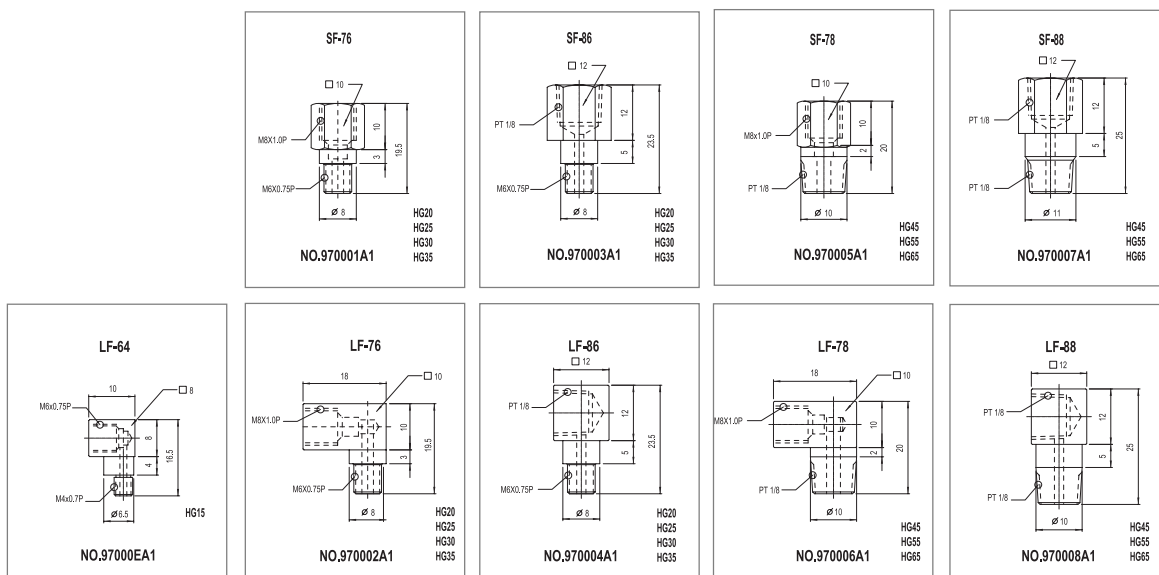 SF-76
□ 10
M8X1.0P
10
3
19.5
M6X0.75P
Ø 8
HG20
HG25
HG30
HG35
NO.970001A1
SF-86
□ 12
PT 1/8
12
5
23.5
M6X0.75P
Ø 8
HG20
HG25
HG30
HG35
NO.970003A1
SF-78
□ 10
M8x1.0P
10
2
20
PT 1/8
Ø 10
HG45
HG55
HG65
NO.970005A1
SF-88
□ 12
PT 1/8
12
5
25
PT 1/8
Ø 11
HG45
HG55
HG65
NO.970007A1
LF-64
10
□ 8
M6x0.75P
8
4
16.5
M4x0.7P
Ø6.5
HG15
NO.97000EA1
LF-76
18
□ 10
M8X1.0P
10
3
19.5
M6X0.75P
Ø 8
HG20
HG25
HG30
HG35
NO.970002A1
LF-86
□ 12
PT 1/8
12
5
23.5
M6X0.75P
Ø 8
HG20
HG25
HG30
HG35
NO.970004A1
LF-78
18
□ 10
M8X1.0P
10
2
20
PT 1/8
Ø10
HG45
HG55
HG65
NO.970006A1
LF-88
□ 12
PT 1/8
12
5
25
PT 1/8
Ø 10
HG45
HG55
HG65
NO.970008A1